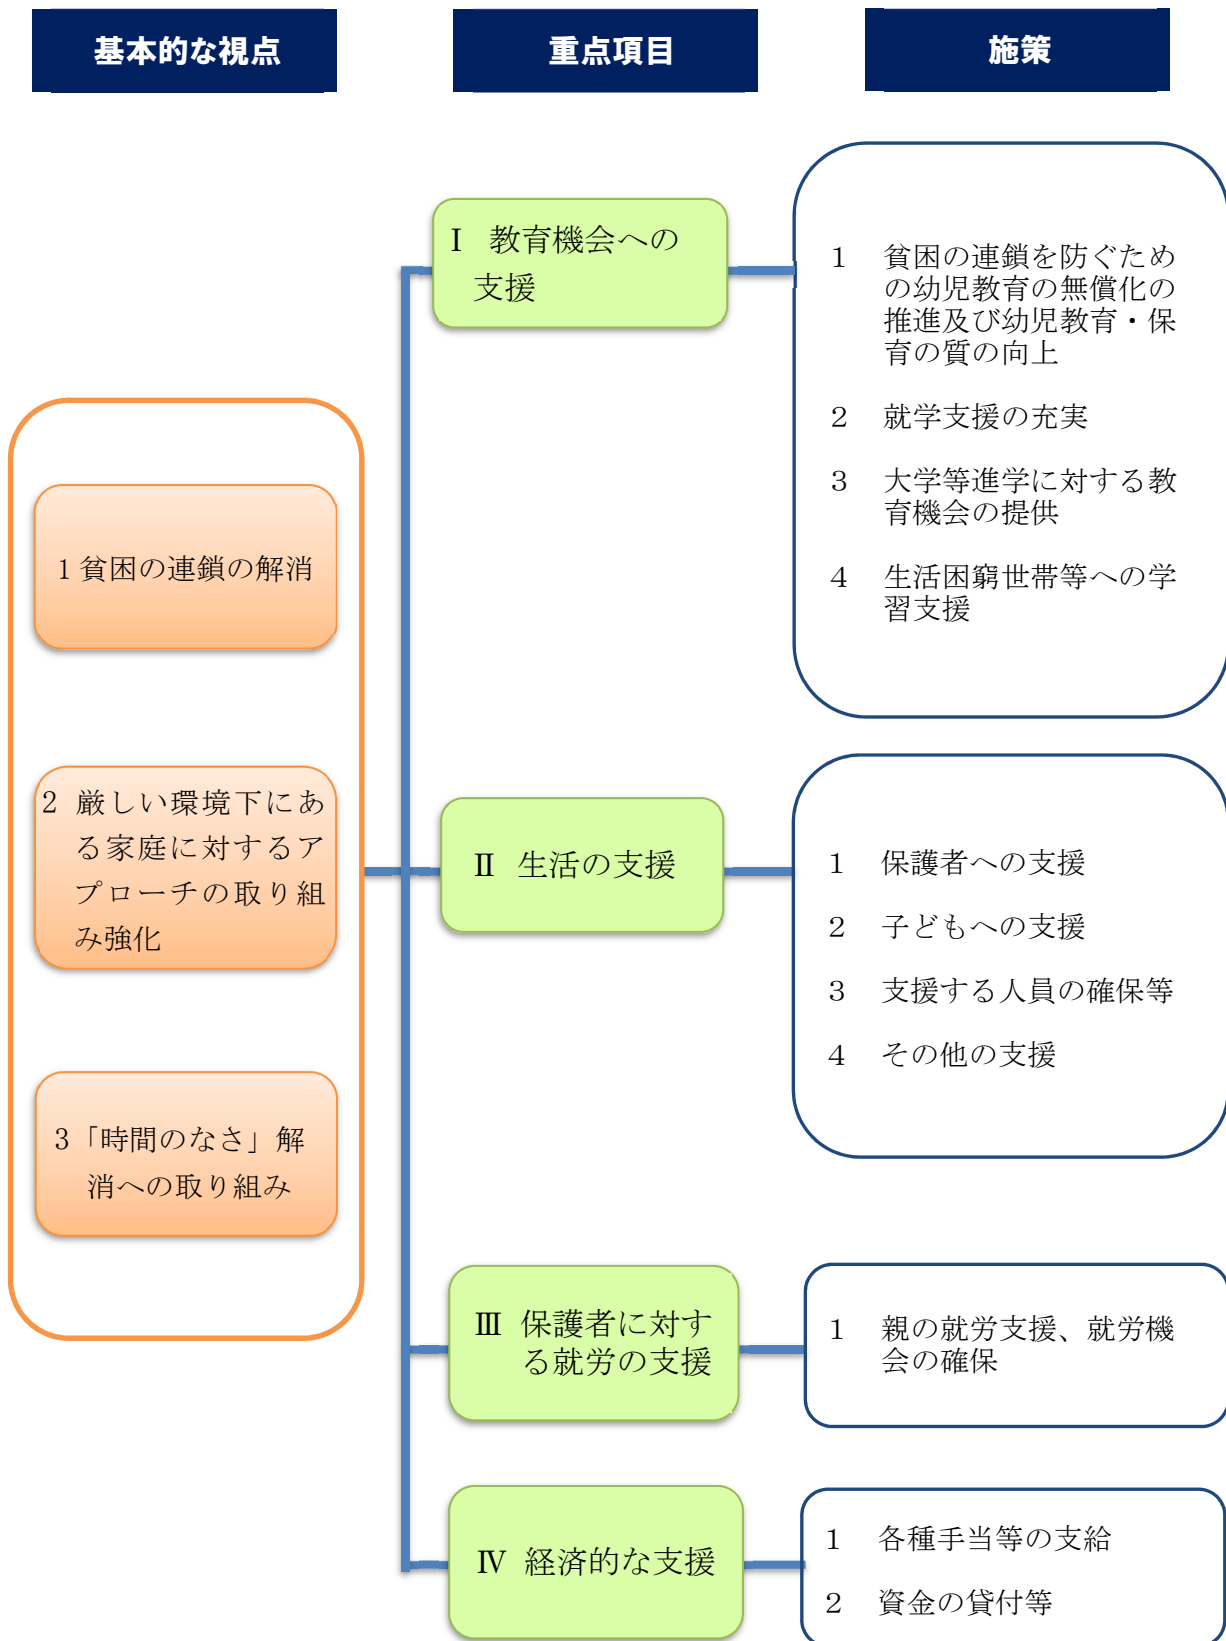 基本的な視点
重点項目
施策
1 貧困の連鎖の解消
2 厳しい環境下にあ
る家庭に対するア
プローチの取り組
み強化
3「時間のなさ」解
消への取り組み
Ⅰ 教育機会への
支援
1 貧困の連鎖を防ぐため
の幼児教育の無償化の
推進及び幼児教育・保
育の質の向上
2 就学支援の充実
3 大学等進学に対する教
育機会の提供
4 生活困窮世帯等への学
習支援
Ⅱ 生活の支援
1 保護者への支援
2 子どもへの支援
3 支援する人員の確保等
4 その他の支援
Ⅲ 保護者に対す
る就労の支援
1 親の就労支援、就労機
会の確保
Ⅳ 経済的な支援
1 各種手当等の支給
2 資金の貸付等